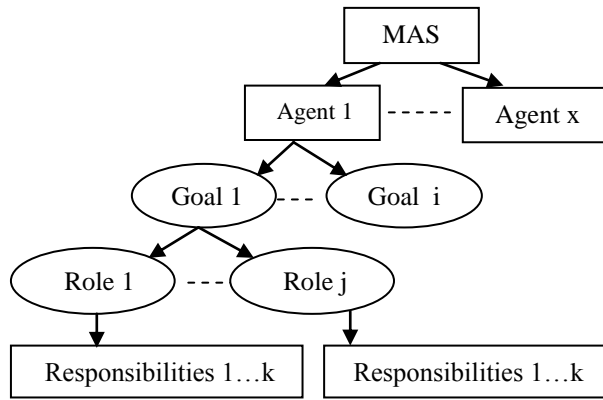 MAS
Agent 1
Agent x
Goal 1
Goal i
Role 1
Role j
Responsibilities 1…k
Responsibilities 1…k